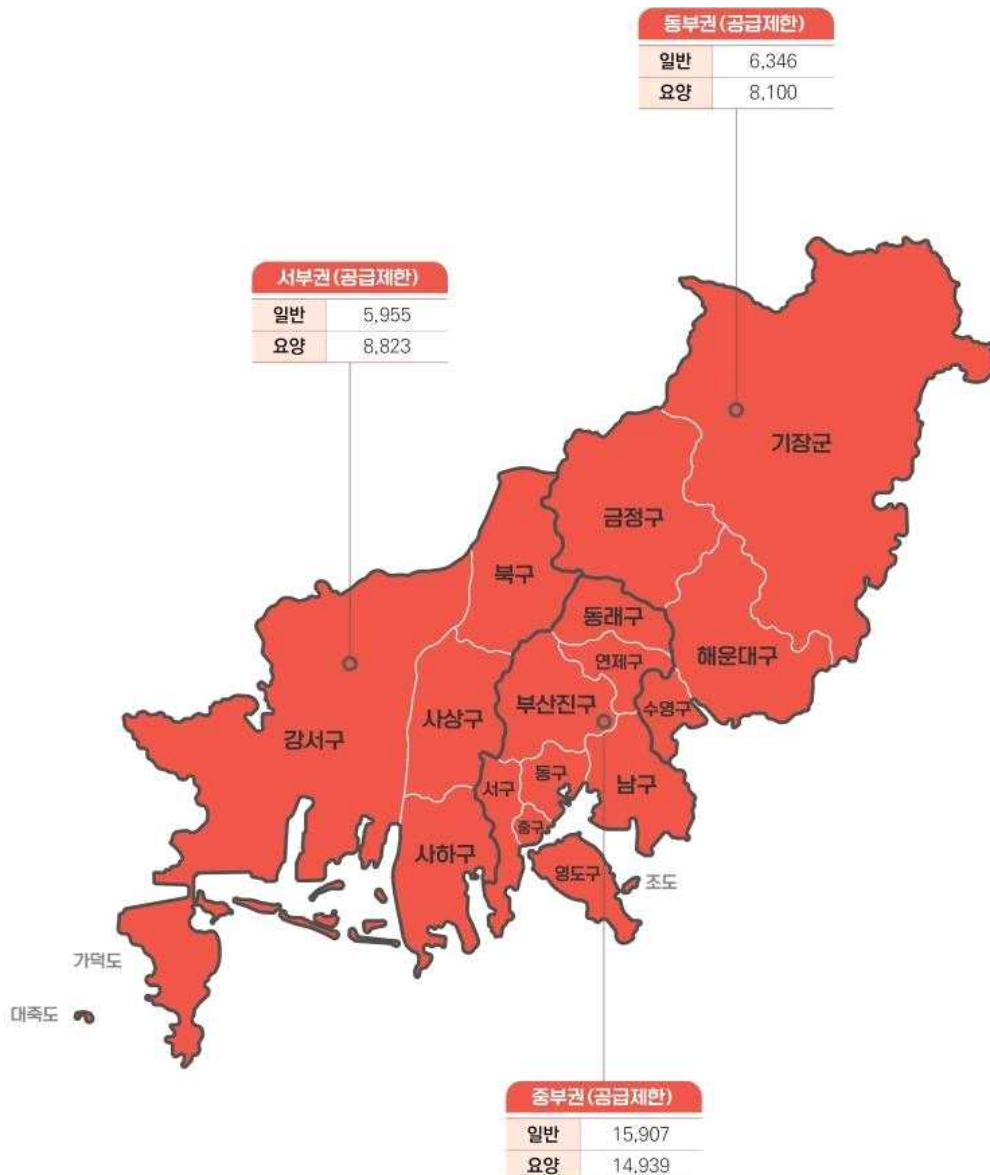 동부권(공급제한)
일반 6,346
요양 8,100
서부권(공급제한)
일반 5,955
요양 8,823
기장군
금정구
북구
동래구
해운대구
연제구
부산진구
수영구
사상구
강서구
동구
남구
서구
중구
사하구
영도구
조도
가덕도
대죽도
중부권(공급제한)
일반 15,907
요양 14,939